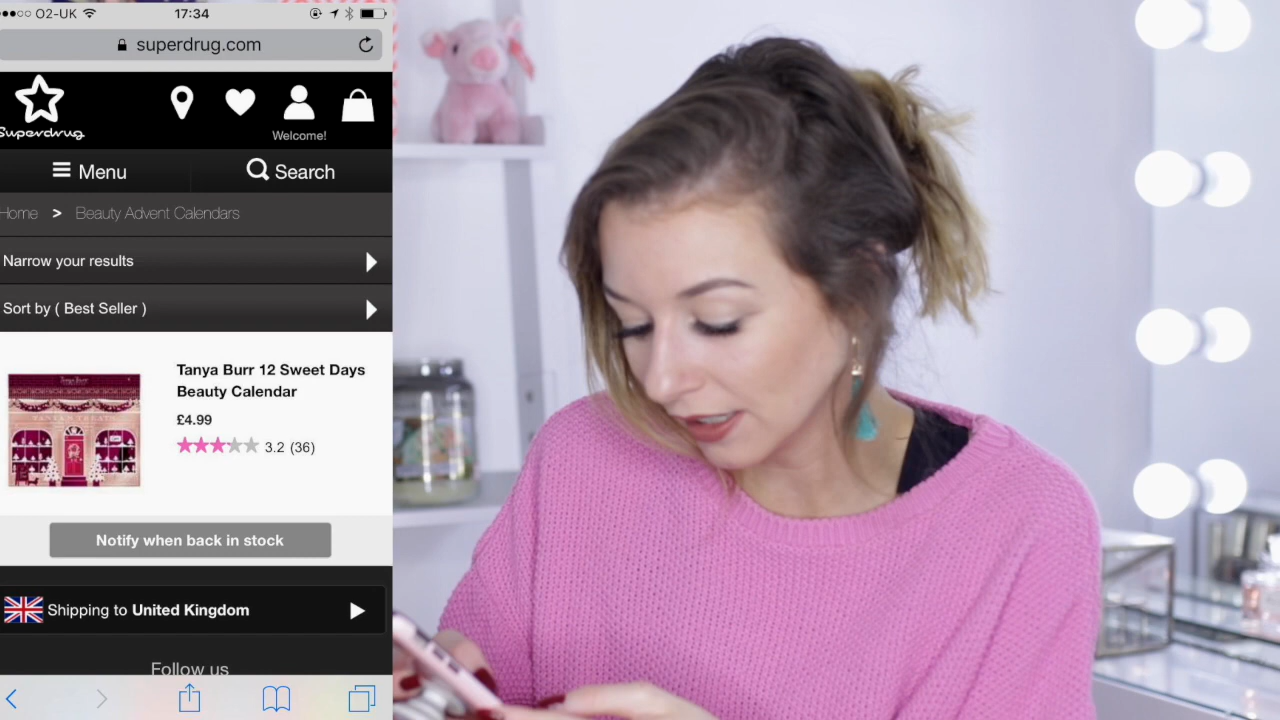 O2-UK 17:34
superdrug.com
Superdrug
Welcome!
Menu Search
Home > Beauty Advent Calendars
Narrow your results
Sort by ( Best Seller )
Tanya Burr 12 Sweet Days
Beauty Calendar
£4.99
3.2 (36)
Notify when back in stock
Shipping to United Kingdom
Follow us